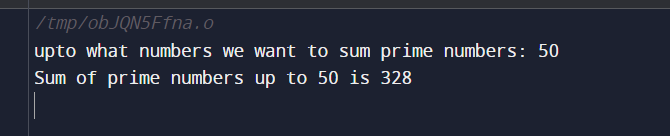 /tmp/obJQN5Ffna.o
upto what numbers we want to sum prime numbers: 50
Sum of prime numbers up to 50 is 328